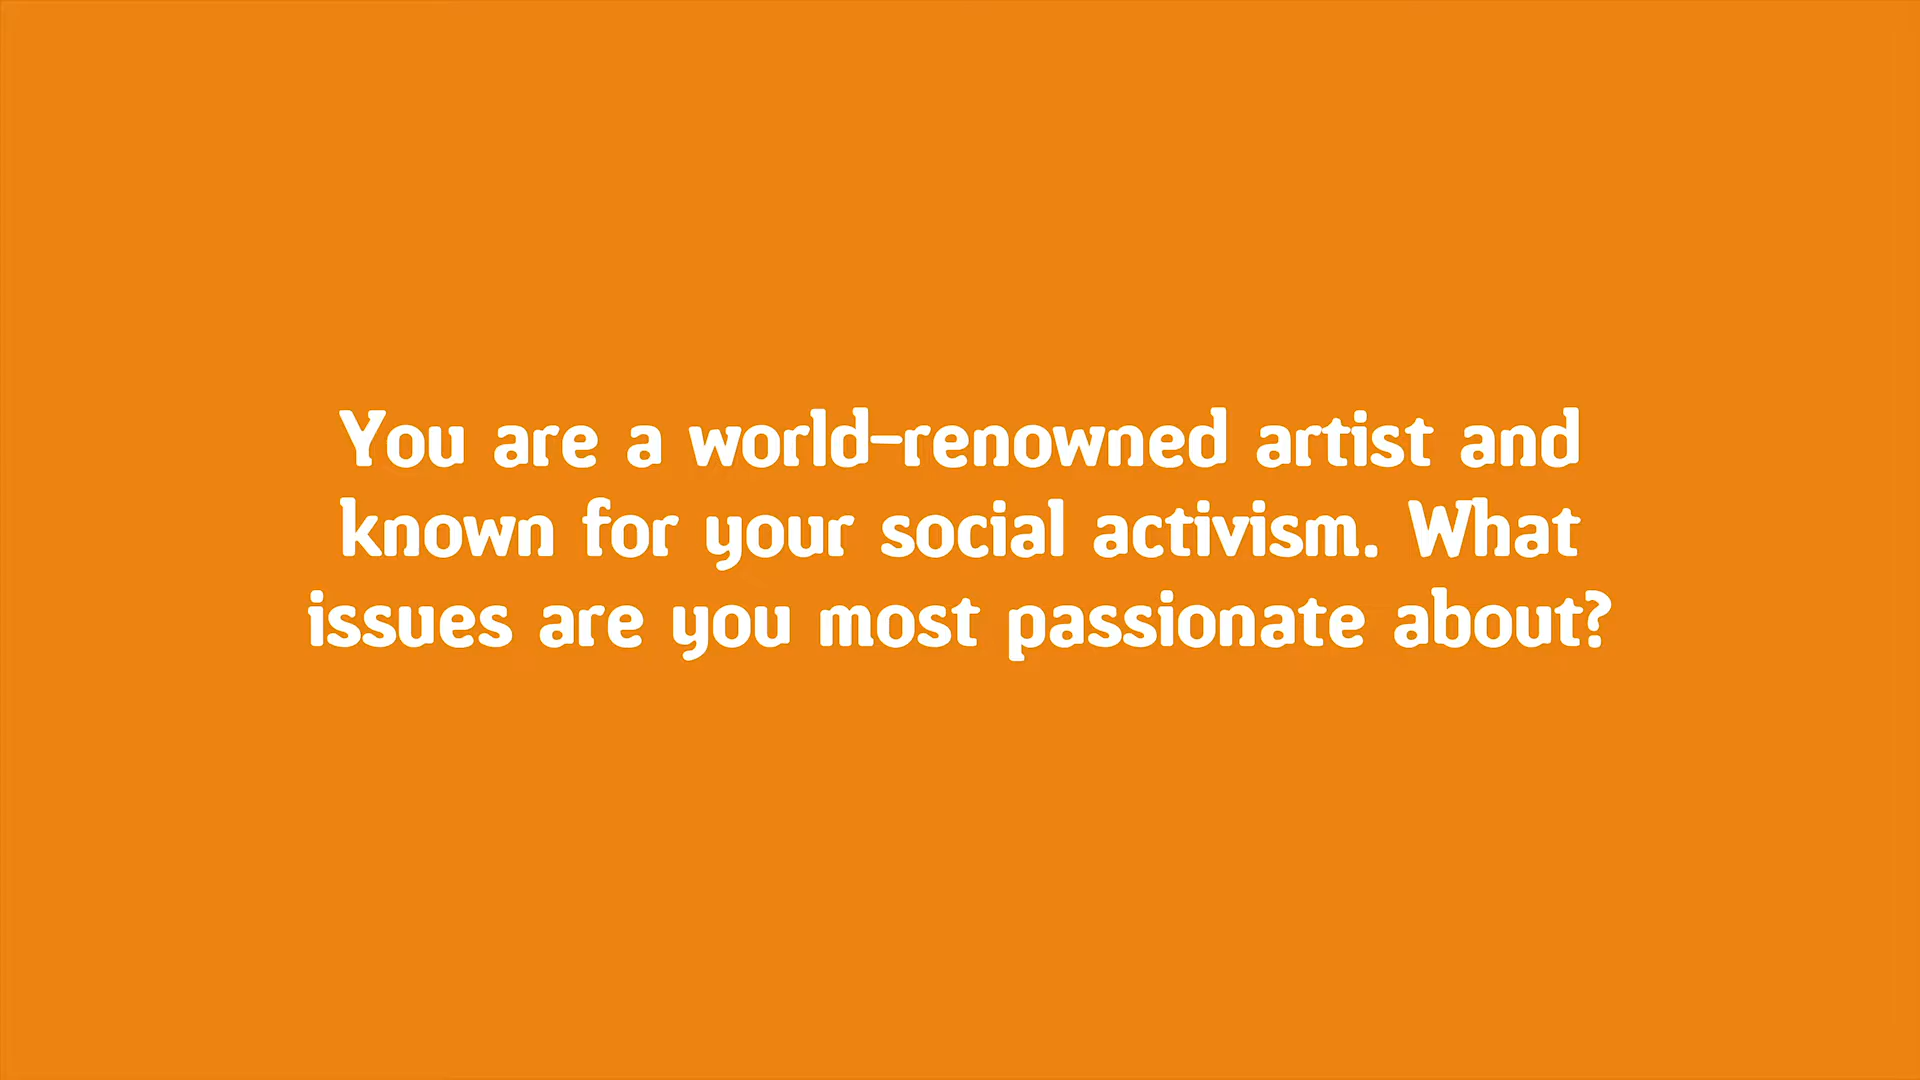 You are a world-renowned artist and
known for your social activism. What
issues are you most passionate about?